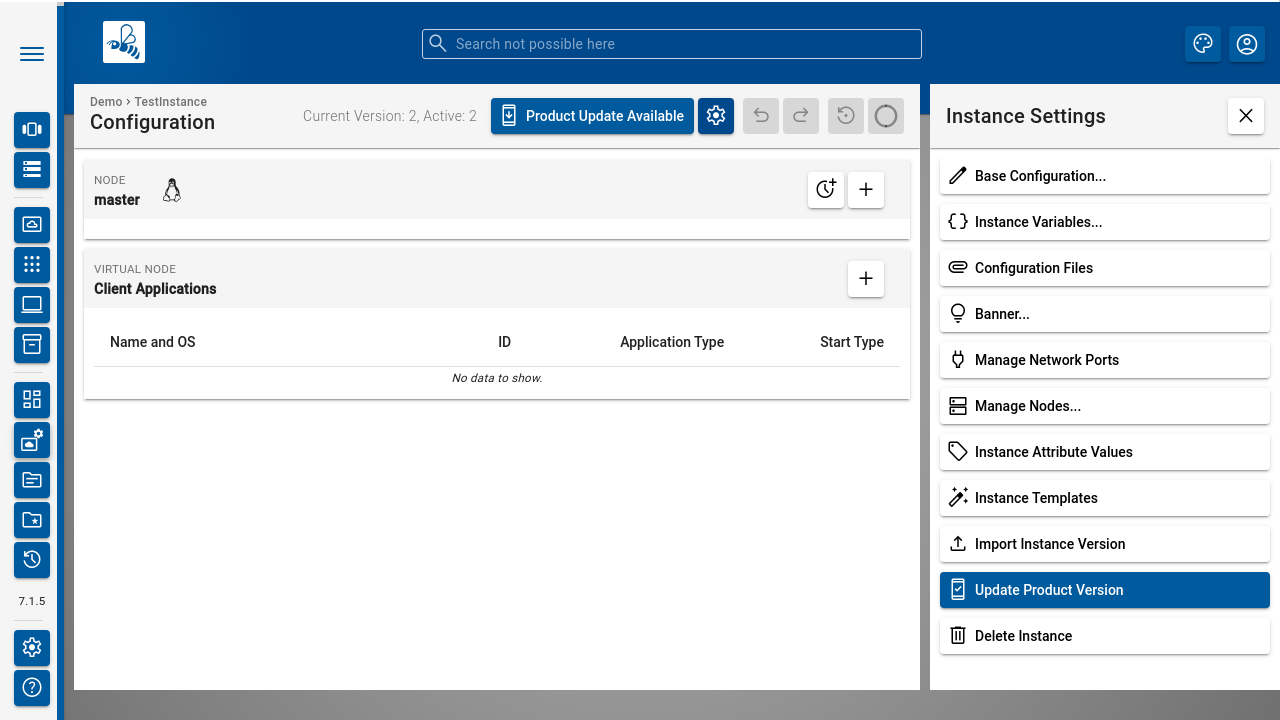 Search not possible here
Demo › TestInstance
Configuration
Current Version: 2, Active: 2
Product Update Available
NODE
master
VIRTUAL NODE
Client Applications
Name and OS ID Application Type Start Type
No data to show.
7.1.5
Instance Settings
Base Configuration...
Instance Variables...
Configuration Files
Banner...
Manage Network Ports
Manage Nodes...
Instance Attribute Values
Instance Templates
Import Instance Version
Update Product Version
Delete Instance